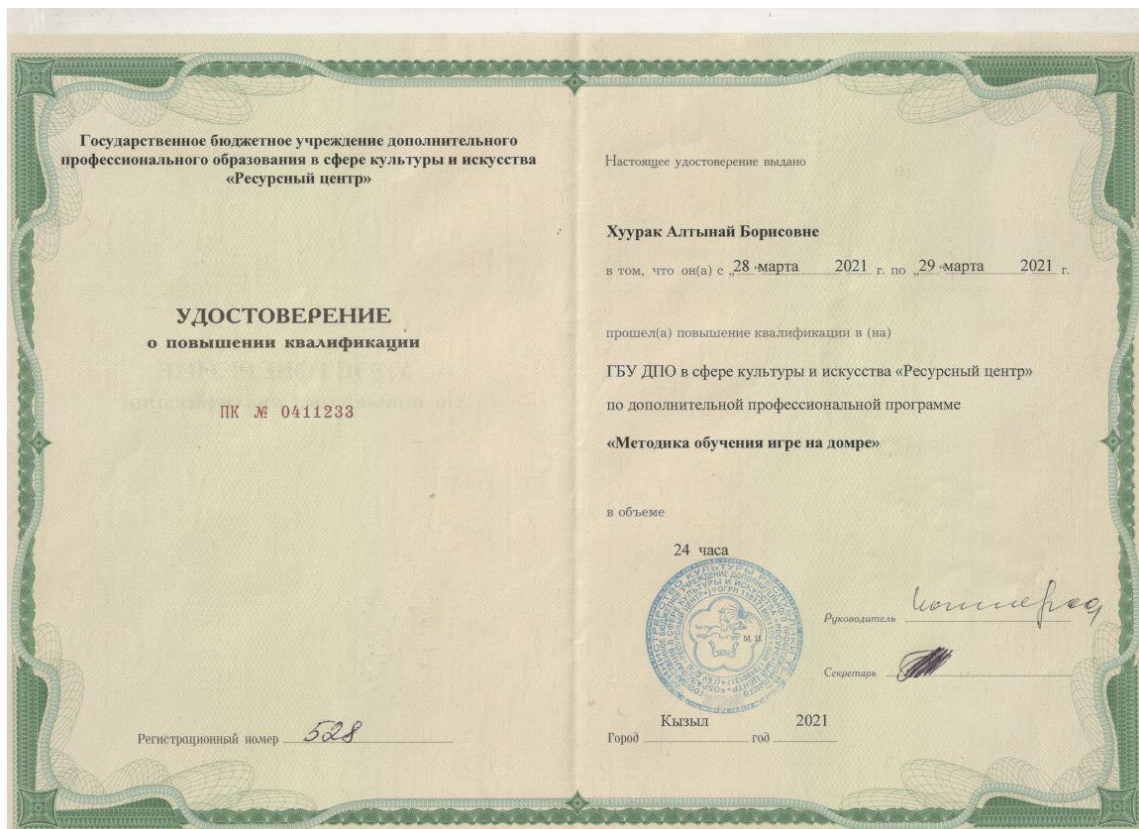 Государственное бюджетное учреждение дополнительного
профессионального образования в сфере культуры и искусства
«Ресурсный центр»
УДОСТОВЕРЕНИЕ
о повышении квалификации
ПК № 0411233
Регистрационный номер 528
Настоящее удостоверение выдано
Хуурак Алтынай Борисовне
в том, что он(а) с „28 “ марта 2021 г. по „29 “ марта 2021 г.
прошел(а) повышение квалификации в (на)
ГБУ ДПО в сфере культуры и искусства «Ресурсный центр»
по дополнительной профессиональной программе
«Методика обучения игре на домре»
в объеме
24 часа
М. П.
Руководитель
Секретарь
Город Кызыл год 2021